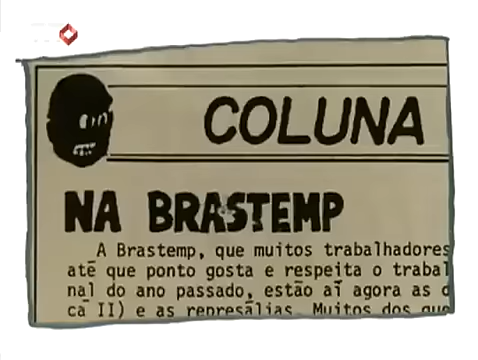 COLUNA
NA BRASTEMP
A Brastemp, que muitos trabalhadores
até que ponto gosta e respeita o trabal
nal do ano passado, estão aí agora as d
ca II) e as represálias. Muitos dos que